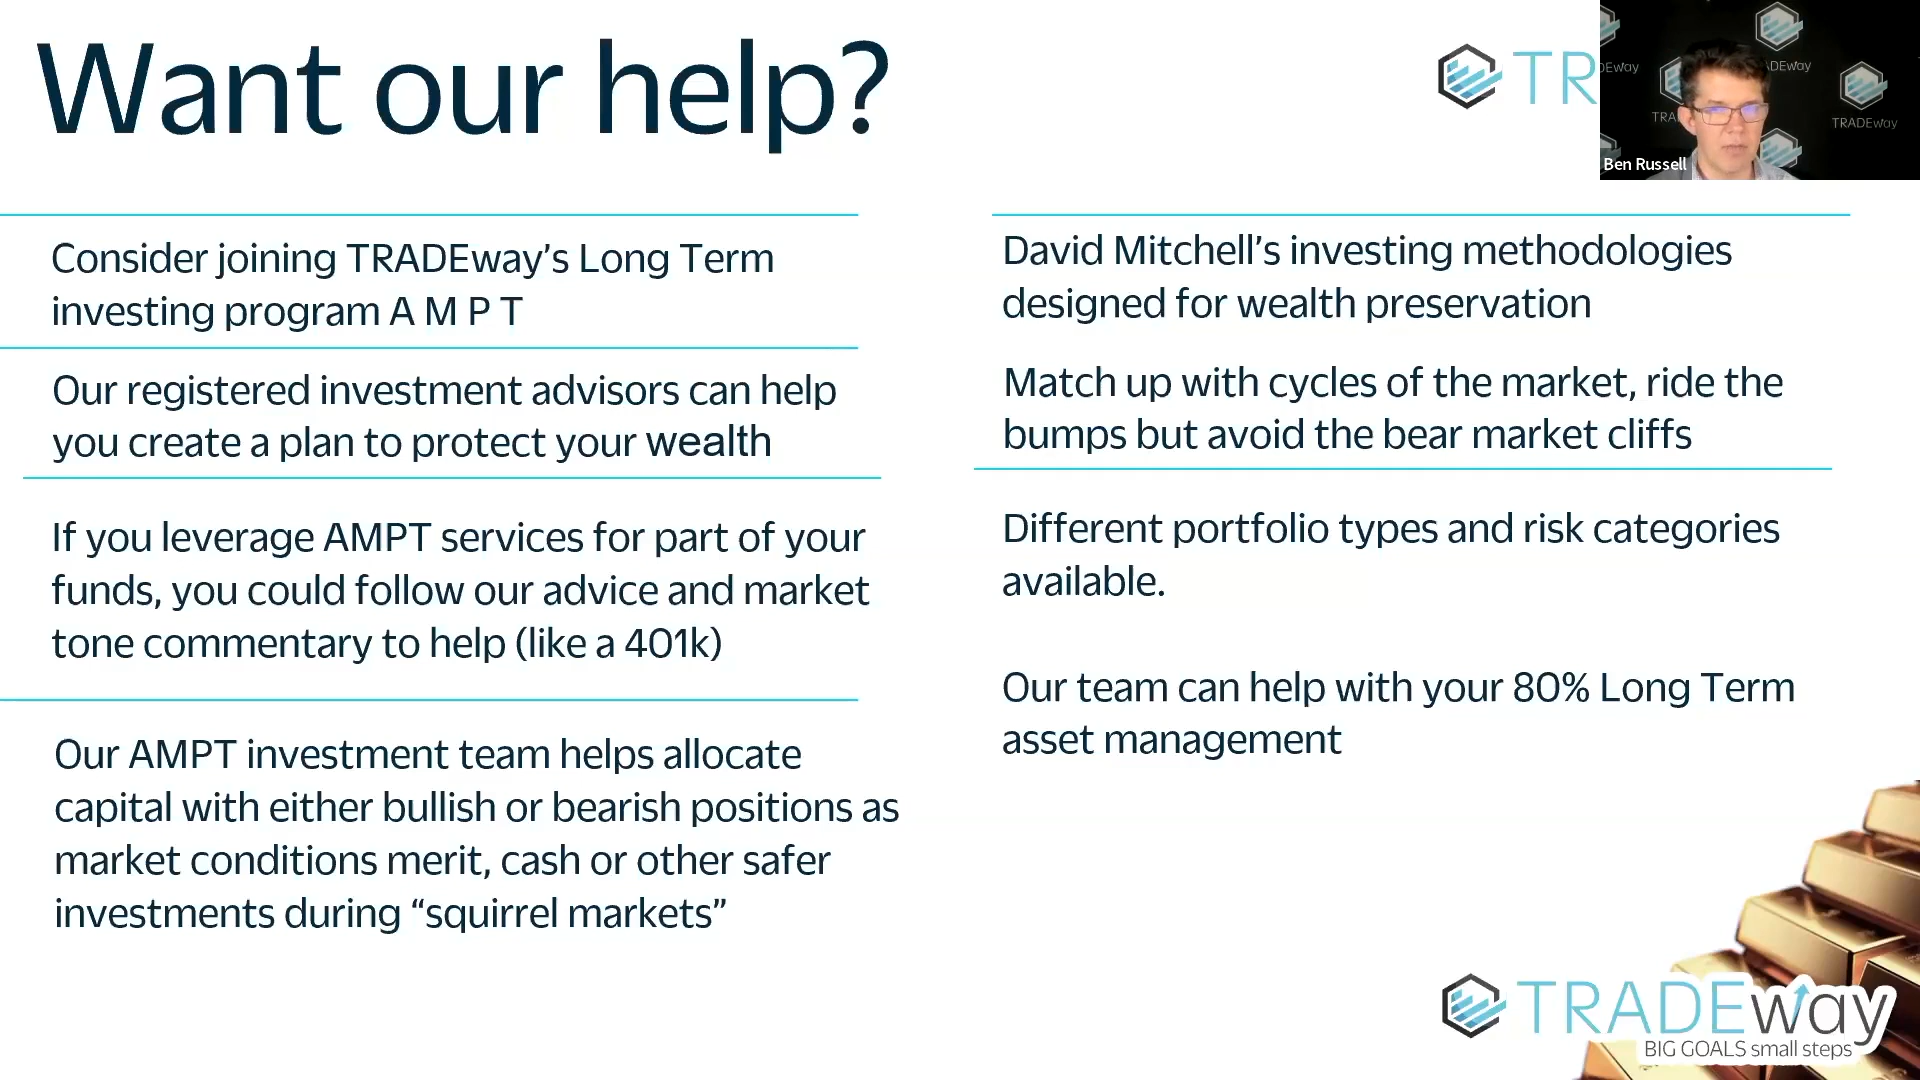 Want our help?
TR
DEway
DEway
TRA
TRADEway
Ben Russell
Consider joining TRADEway’s Long Term
investing program A M P T
Our registered investment advisors can help
you create a plan to protect your wealth
If you leverage AMPT services for part of your
funds, you could follow our advice and market
tone commentary to help (like a 401k)
Our AMPT investment team helps allocate
capital with either bullish or bearish positions as
market conditions merit, cash or other safer
investments during “squirrel markets”
David Mitchell’s investing methodologies
designed for wealth preservation
Match up with cycles of the market, ride the
bumps but avoid the bear market cliffs
Different portfolio types and risk categories
available.
Our team can help with your 80% Long Term
asset management
TRADEway
BIG GOALS small steps